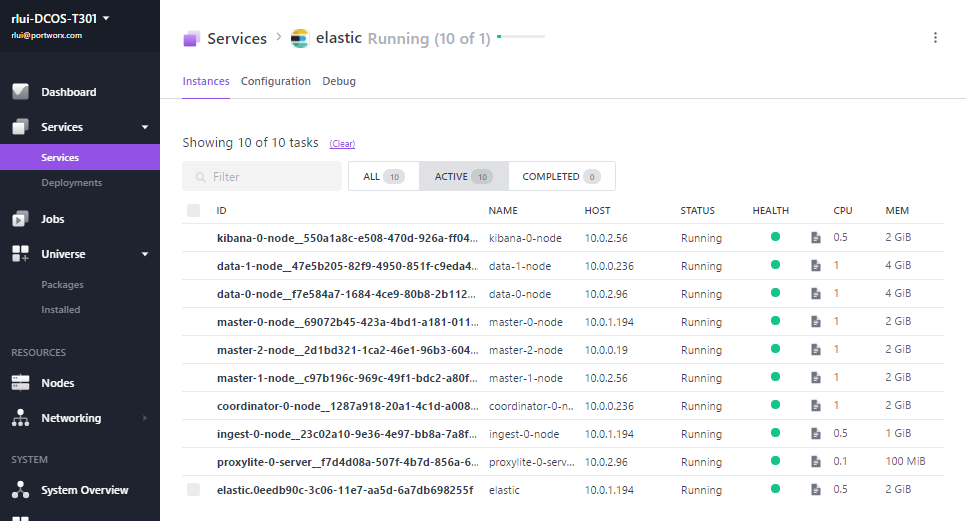 rlui-DCOS-T301
rlui@portworx.com
Dashboard
Services
Services
Deployments
Jobs
Universe
Packages
Installed
RESOURCES
Nodes
Networking
SYSTEM
System Overview
Services > elastic Running (10 of 1)
Instances Configuration Debug
Showing 10 of 10 tasks (Clear)
Filter ALL 10 ACTIVE 10 COMPLETED 0
ID NAME HOST STATUS HEALTH CPU MEM
kibana-0-node__550a1a8c-e508-470d-926a-ff04... kibana-0-node 10.0.2.56 Running 0.5 2 GiB
data-1-node__47e5b205-82f9-4950-851f-c9eda4... data-1-node 10.0.0.236 Running 1 4 GiB
data-0-node__f7e584a7-1684-4ce9-80b8-2b112... data-0-node 10.0.2.96 Running 1 4 GiB
master-0-node__69072b45-423a-4bd1-a181-011... master-0-node 10.0.1.194 Running 1 2 GiB
master-2-node__2d1bd321-1ca2-46e1-96b3-604... master-2-node 10.0.0.19 Running 1 2 GiB
master-1-node__c97b196c-969c-49f1-bdc2-a80f... master-1-node 10.0.2.56 Running 1 2 GiB
coordinator-0-node__1287a918-20a1-4c1d-a008... coordinator-0-n... 10.0.0.236 Running 1 2 GiB
ingest-0-node__23c02a10-9e36-4e97-bb8a-7a8f... ingest-0-node 10.0.1.194 Running 0.5 1 GiB
proxylite-0-server__f7d4d08a-507f-4b7d-856a-6... proxylite-0-serv... 10.0.2.96 Running 0.1 100 MiB
elastic.0eedb90c-3c06-11e7-aa5d-6a7db698255f elastic 10.0.1.194 Running 0.5 2 GiB